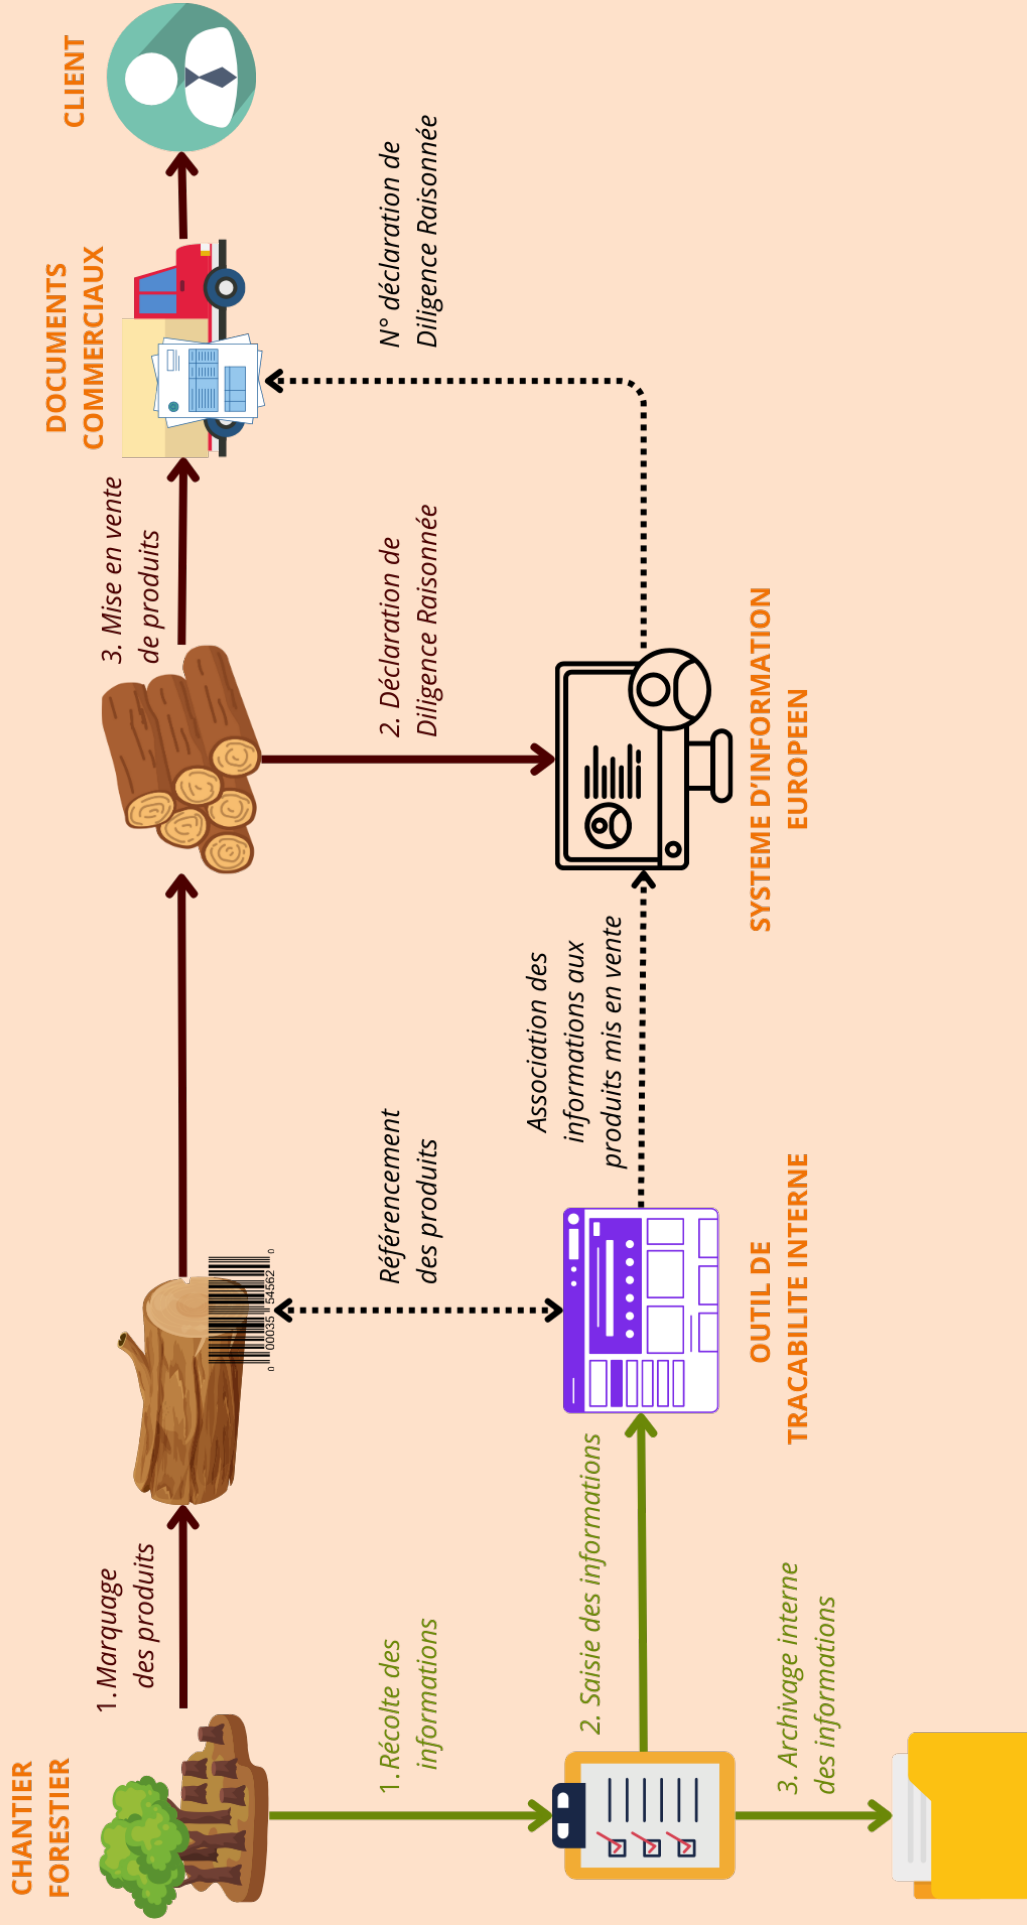 CHANTIER
FORESTIER
1. Marquage
des produits
0 00035 54562 0
3. Mise en vente
de produits
DOCUMENTS
COMMERCIAUX
CLIENT
1. Récolte des
informations
Référencement
des produits
2. Déclaration de
Diligence Raisonnée
N° déclaration de
Diligence Raisonnée
2. Saisie des informations
Association des
informations aux
produits mis en vente
3. Archivage interne
des informations
OUTIL DE
TRACABILITE INTERNE
SYSTEME D'INFORMATION
EUROPEEN